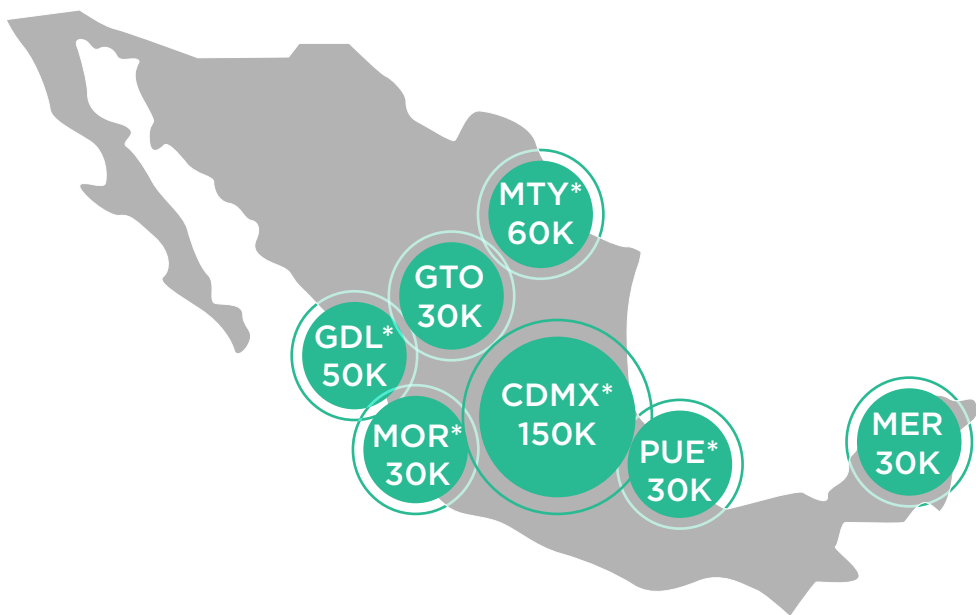 MTY*
60K
GTO
30K
GDL*
50K
CDMX*
150K
MOR*
30K
PUE*
30K
MER
30K